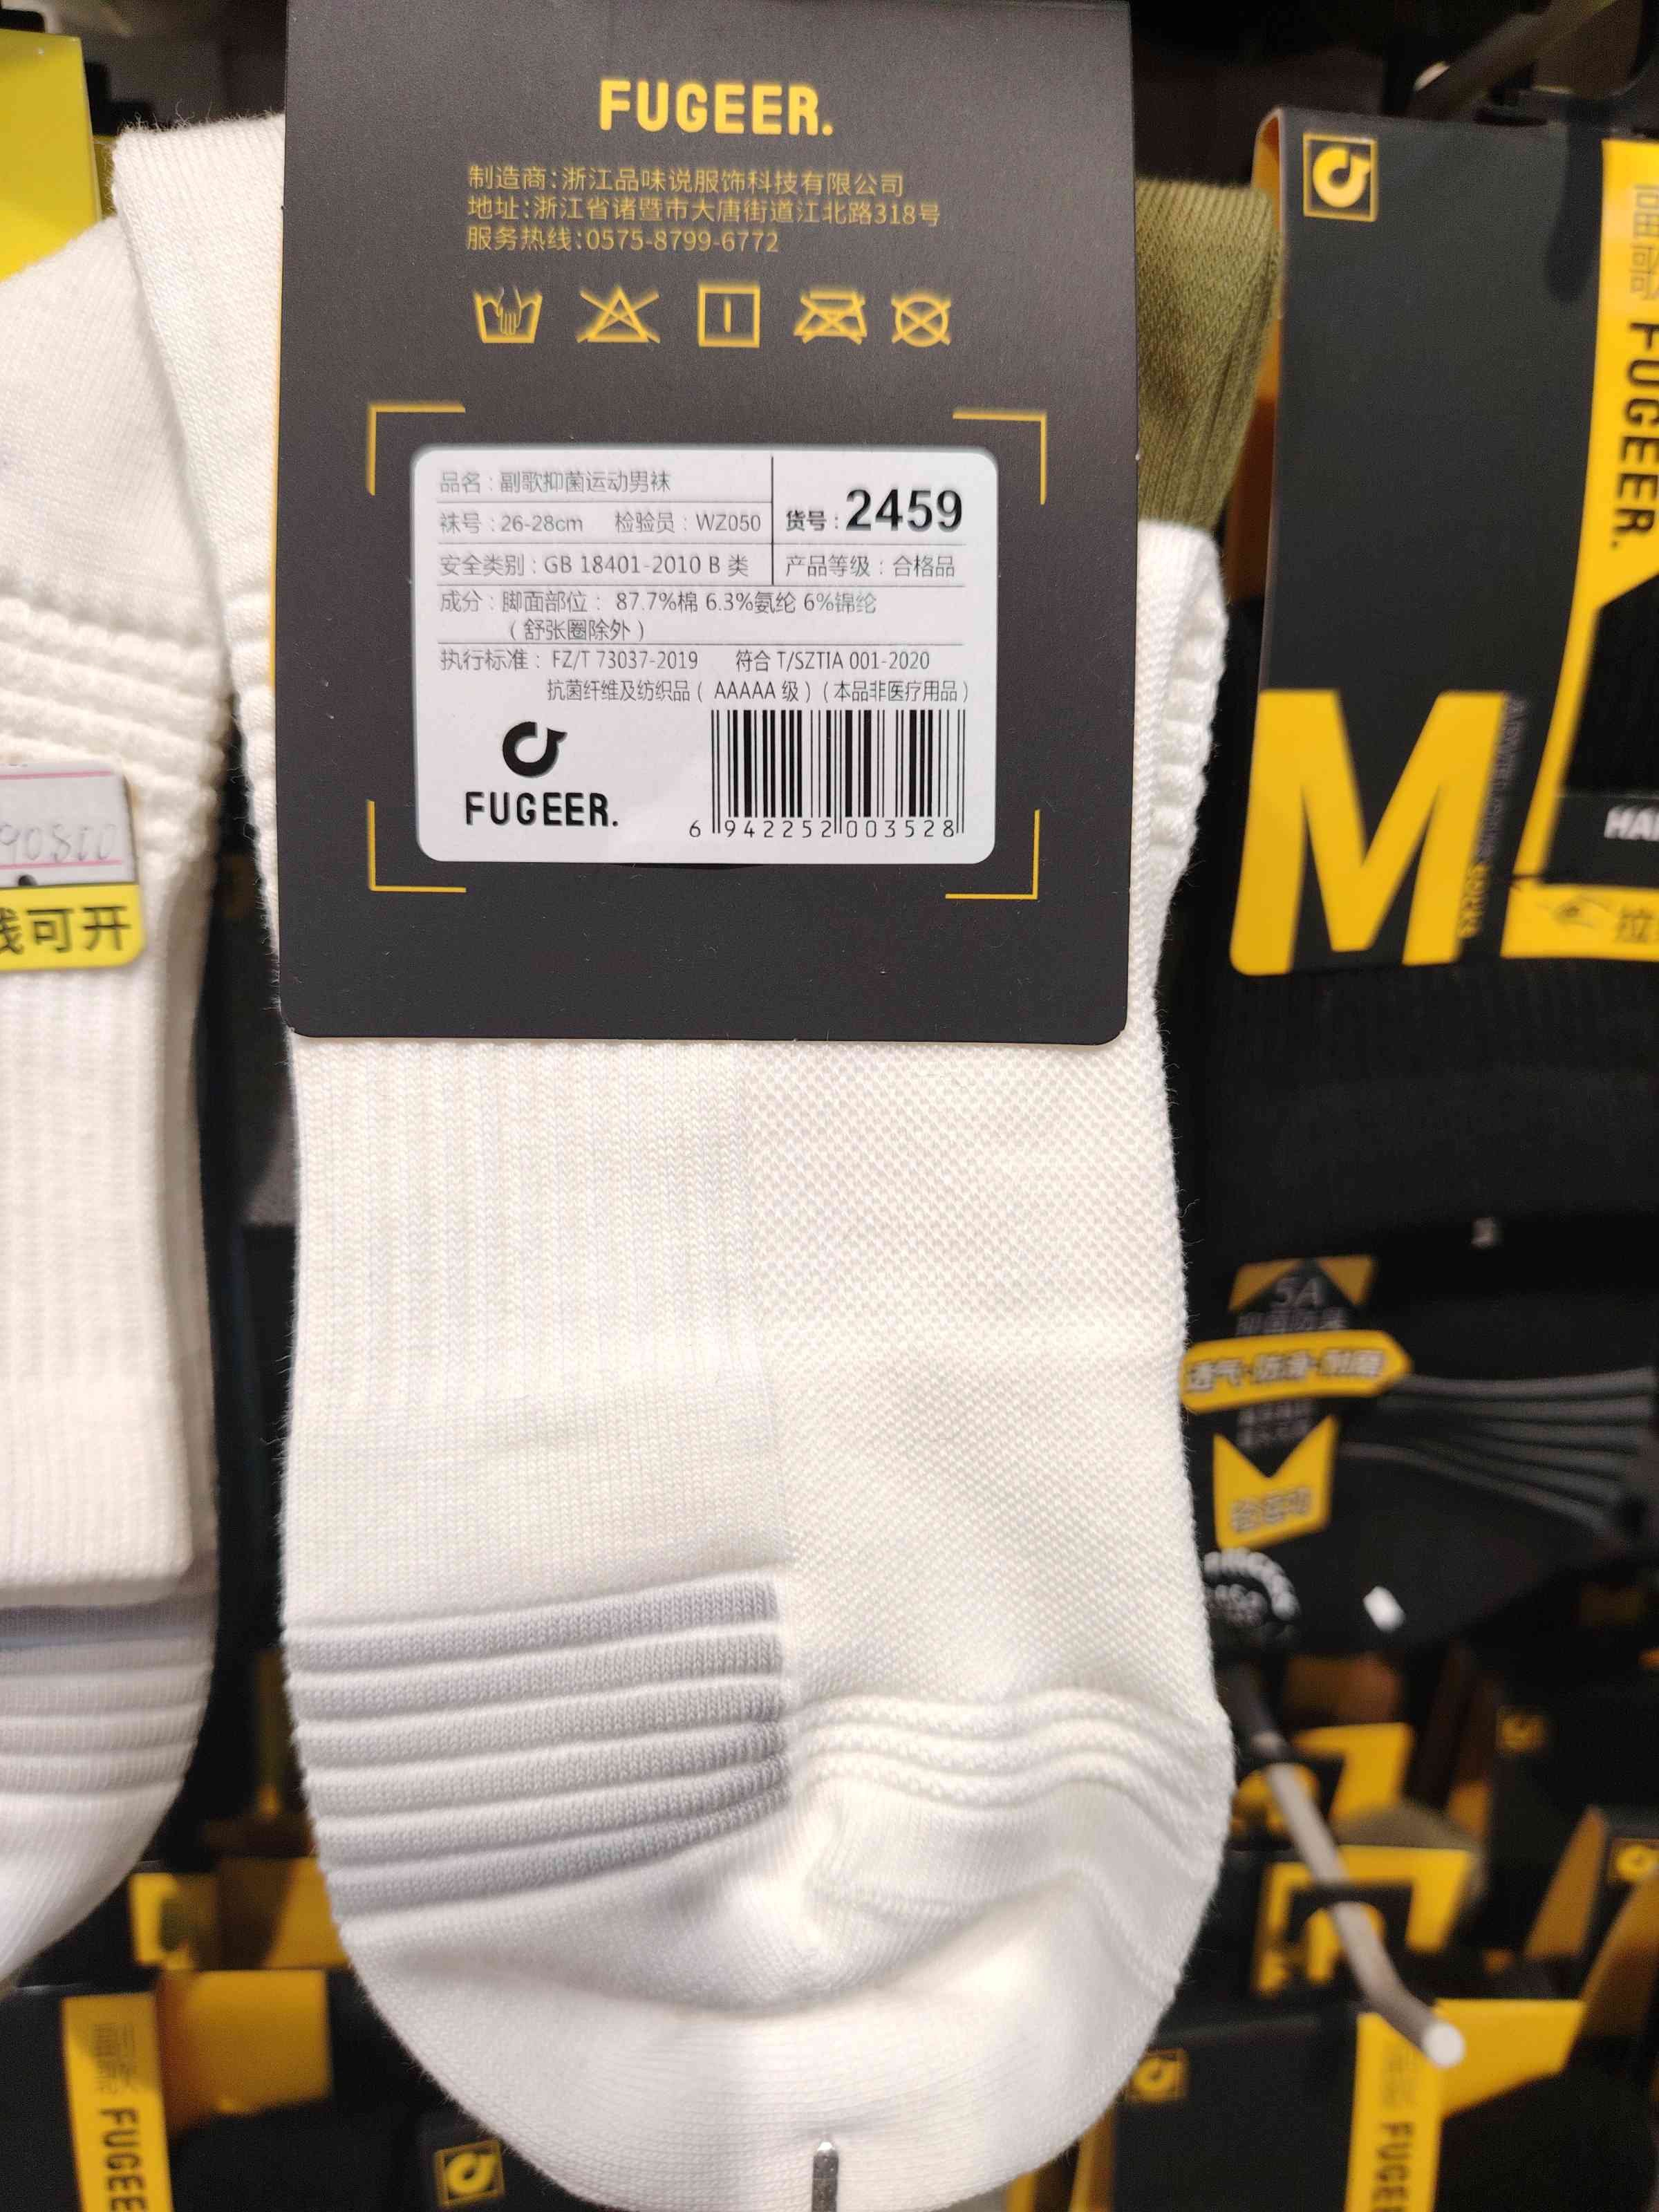 FUGEER.
制造商:浙江品味说服饰科技有限公司
地址:浙江省诸暨市大唐街道江北路318号
服务热线:0575-8799-6772
品名:副歌抑菌运动男袜
袜号:26-28cm 检验员:WZ050
货号:2459
安全类别:GB 18401-2010 B 类
产品等级:合格品
成分:脚面部位: 87.7%棉 6.3%氨纶 6%锦纶
(舒张圈除外)
执行标准: FZ/T 73037-2019 符合 T/SZTIA 001-2020
抗菌纤维及纺织品( AAAAA 级)(本品非医疗用品)
FUGEER.
6 942252 003528
可开
FUGEER.
M
5A
透气·防滑·耐磨
FUGEER
FUGEER